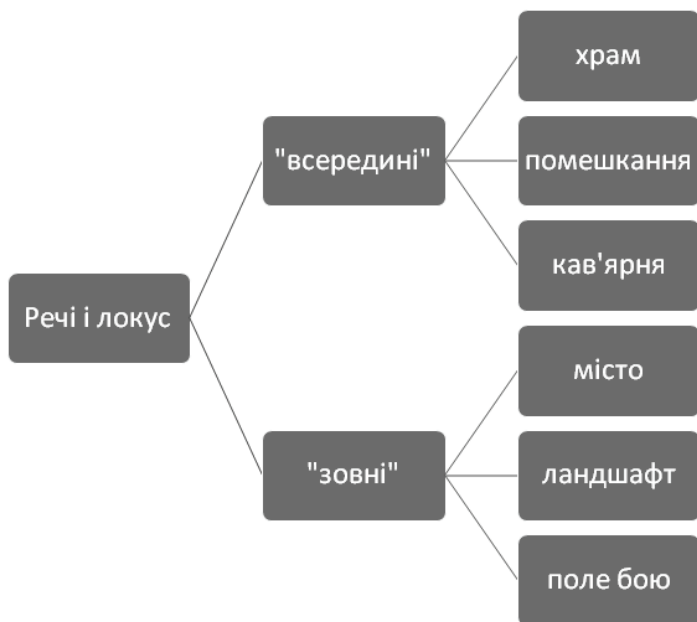 Речі і локус
"всередині"
храм
помешкання
кав'ярня
"зовні"
місто
ландшафт
поле бою